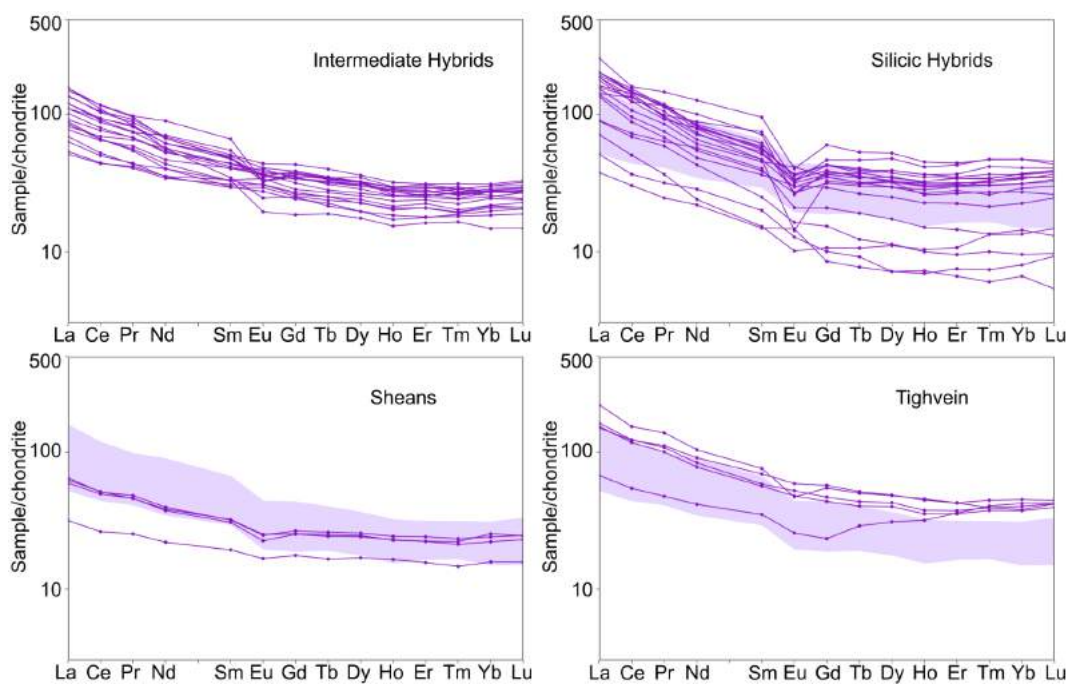 500
100
10
Sample/chondrite
Intermediate Hybrids
La Ce Pr Nd Sm Eu Gd Tb Dy Ho Er Tm Yb Lu
500
100
10
Sample/chondrite
Silicic Hybrids
La Ce Pr Nd Sm Eu Gd Tb Dy Ho Er Tm Yb Lu
500
100
10
Sample/chondrite
Sheans
La Ce Pr Nd Sm Eu Gd Tb Dy Ho Er Tm Yb Lu
500
100
10
Sample/chondrite
Tighvein
La Ce Pr Nd Sm Eu Gd Tb Dy Ho Er Tm Yb Lu